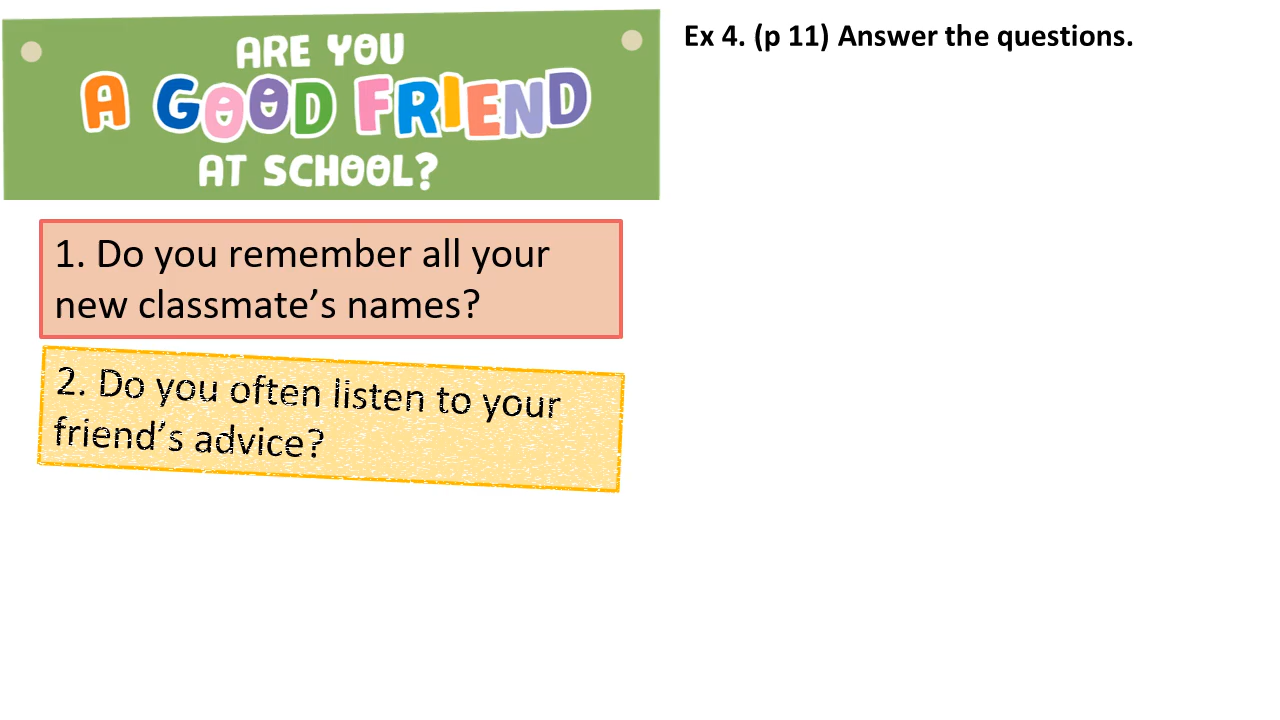 ARE YOU
A GOOD FRIEND
AT SCHOOL?
Ex 4. (p 11) Answer the questions.
1. Do you remember all your
new classmate’s names?
2. Do you often listen to your
friend’s advice?